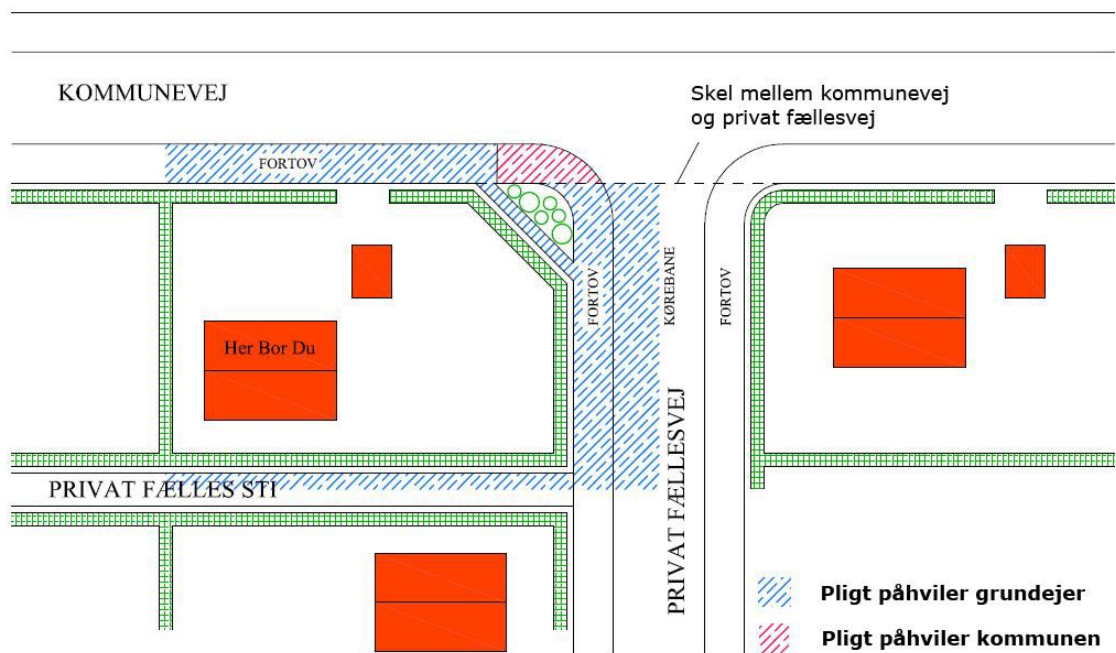 KOMMUNEVEJ
Skel mellem kommunevej
og privat fællesvej
FORTOV
FORTOV
KØREBANE
FORTOV
Her Bor Du
PRIVAT FÆLLESVEJ
PRIVAT FÆLLES STI
Pligt påhviler grundejer
Pligt påhviler kommunen